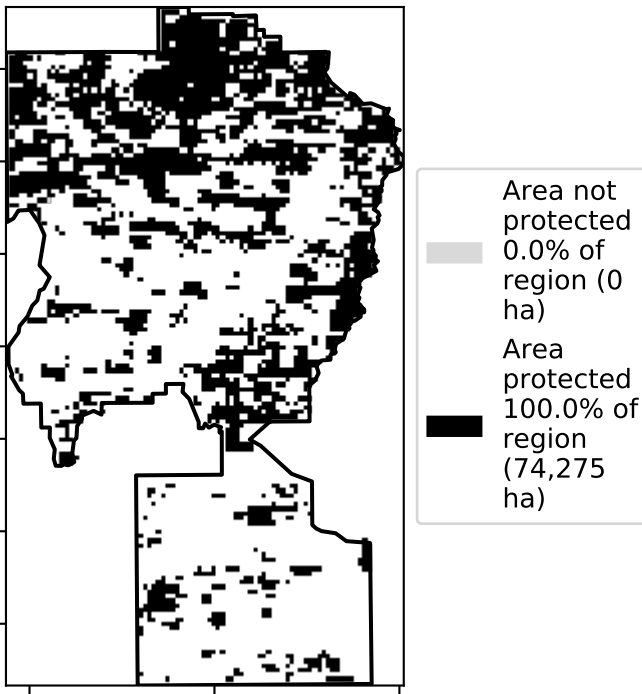 Area not
protected
0.0% of
region (0
ha)
Area
protected
100.0% of
region
(74,275
ha)